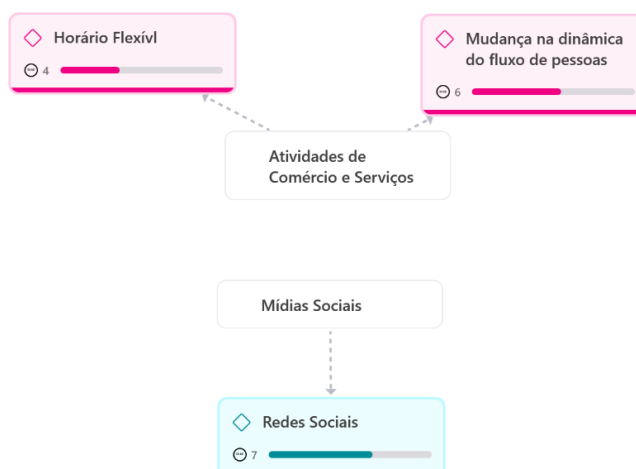 Horário Flexívl
4
Mudança na dinâmica
do fluxo de pessoas
6
Atividades de
Comércio e Serviços
Mídias Sociais
Redes Sociais
7